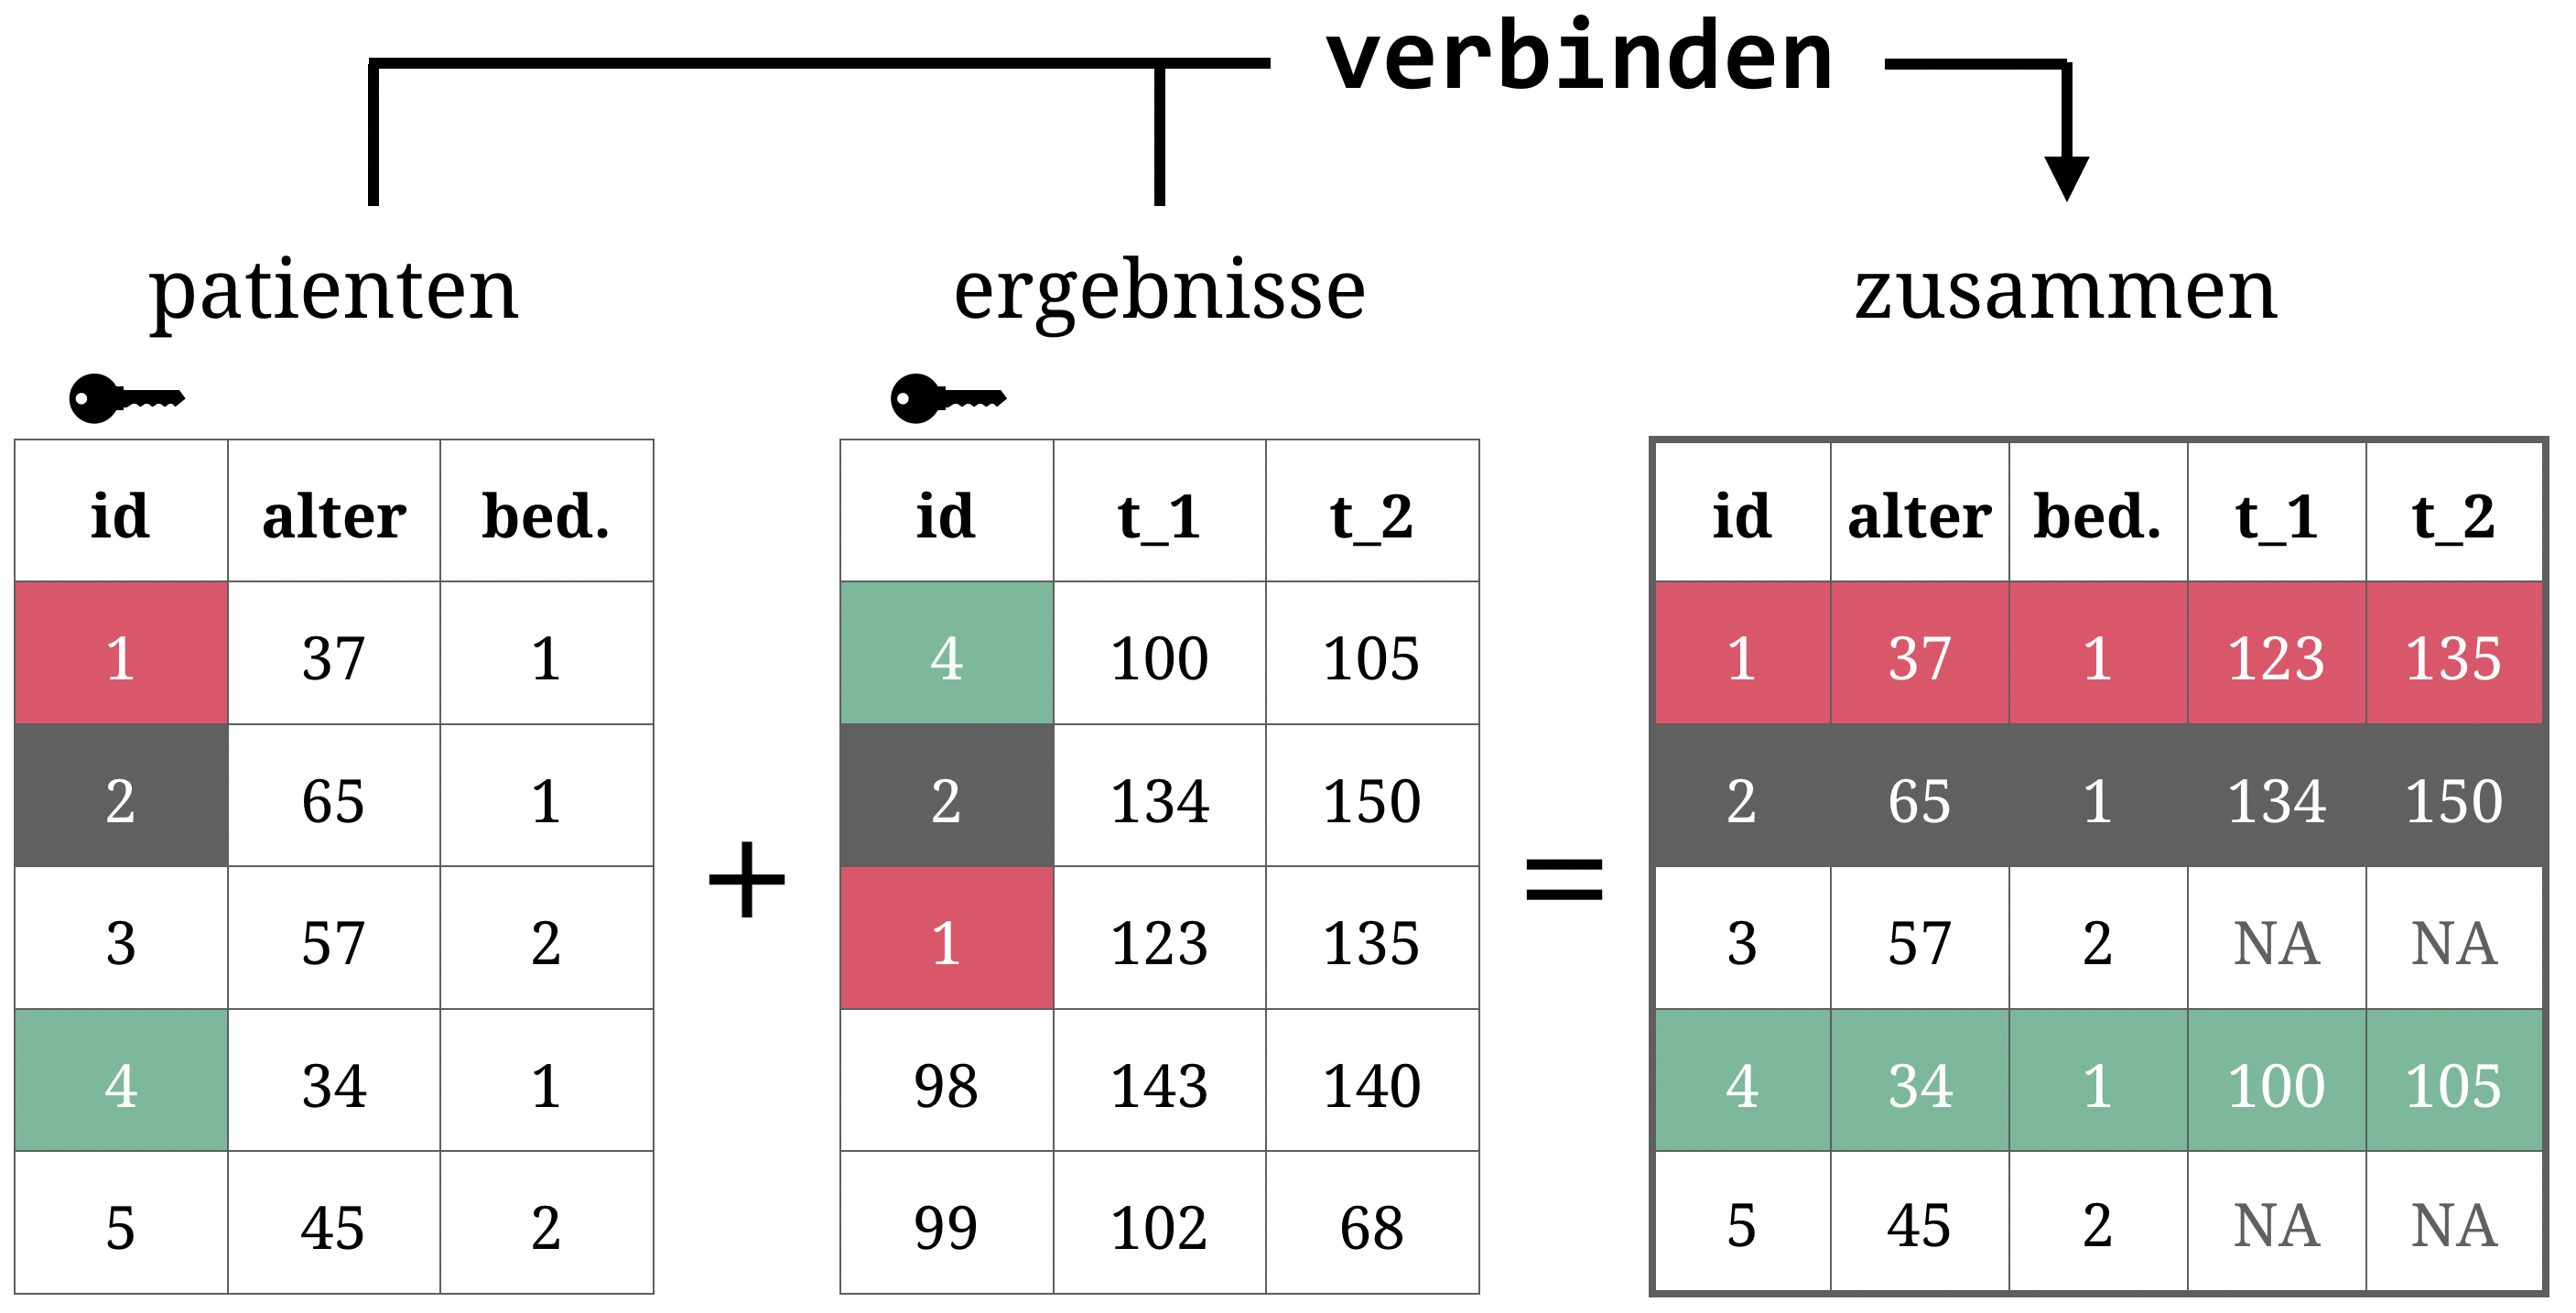 verbinden
patienten ergebnisse zusammen
id alter bed. id t_1 t_2 id alter bed. t_1 t_2
1 37 1 4 100 105 1 37 1 123 135
2 65 1 2 134 150 2 65 1 134 150
+ =
3 57 2 1 123 135 3 57 2 NA NA
4 34 1 98 143 140 4 34 1 100 105
5 45 2 99 102 68 5 45 2 NA NA